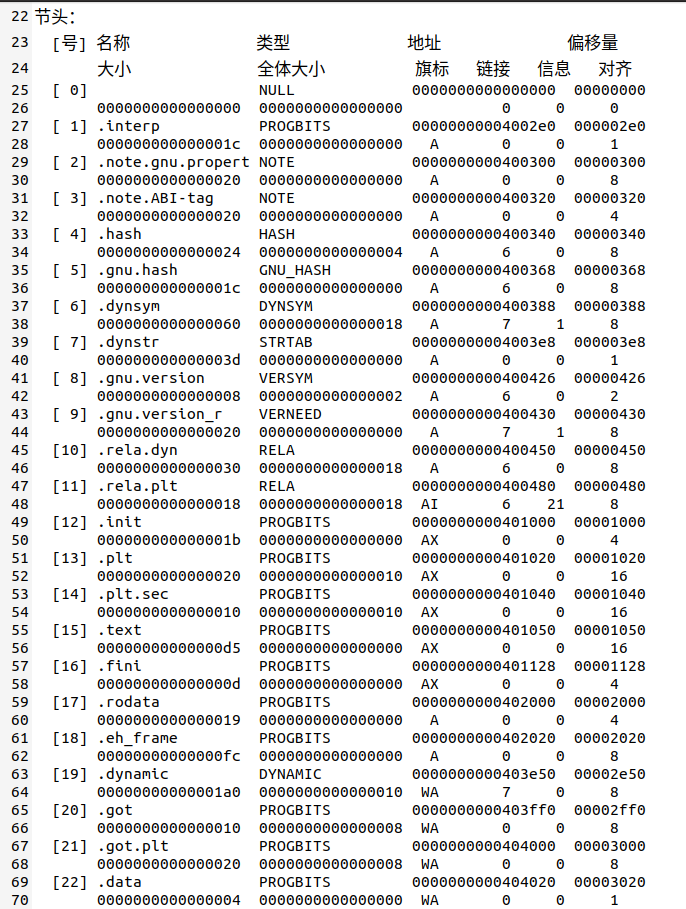 22 节头:
23 [号] 名称 类型 地址 偏移量
24 大小 全体大小 旗标 链接 信息 对齐
25 [ 0] NULL 0000000000000000 00000000
26 0000000000000000 0000000000000000 0 0 0
27 [ 1] .interp PROGBITS 00000000004002e0 000002e0
28 000000000000001c 0000000000000000 A 0 0 1
29 [ 2] .note.gnu.propert NOTE 0000000000400300 00000300
30 0000000000000020 0000000000000000 A 0 0 8
31 [ 3] .note.ABI-tag NOTE 0000000000400320 00000320
32 0000000000000020 0000000000000000 A 0 0 4
33 [ 4] .hash HASH 0000000000400340 00000340
34 0000000000000024 0000000000000004 A 6 0 8
35 [ 5] .gnu.hash GNU_HASH 0000000000400368 00000368
36 000000000000001c 0000000000000000 A 6 0 8
37 [ 6] .dynsym DYNSYM 0000000000400388 00000388
38 0000000000000060 0000000000000018 A 7 1 8
39 [ 7] .dynstr STRTAB 00000000004003e8 000003e8
40 000000000000003d 0000000000000000 A 0 0 1
41 [ 8] .gnu.version VERSYM 0000000000400426 00000426
42 0000000000000008 0000000000000002 A 6 0 2
43 [ 9] .gnu.version_r VERNEED 0000000000400430 00000430
44 0000000000000020 0000000000000000 A 7 1 8
45 [10] .rela.dyn RELA 0000000000400450 00000450
46 0000000000000030 0000000000000018 A 6 0 8
47 [11] .rela.plt RELA 0000000000400480 00000480
48 0000000000000018 0000000000000018 AI 6 21 8
49 [12] .init PROGBITS 0000000000401000 00001000
50 000000000000001b 0000000000000000 AX 0 0 4
51 [13] .plt PROGBITS 0000000000401020 00001020
52 0000000000000020 0000000000000010 AX 0 0 16
53 [14] .plt.sec PROGBITS 0000000000401040 00001040
54 0000000000000010 0000000000000010 AX 0 0 16
55 [15] .text PROGBITS 0000000000401050 00001050
56 00000000000000d5 0000000000000000 AX 0 0 16
57 [16] .fini PROGBITS 0000000000401128 00001128
58 000000000000000d 0000000000000000 AX 0 0 4
59 [17] .rodata PROGBITS 0000000000402000 00002000
60 0000000000000019 0000000000000000 A 0 0 4
61 [18] .eh_frame PROGBITS 0000000000402020 00002020
62 00000000000000fc 0000000000000000 A 0 0 8
63 [19] .dynamic DYNAMIC 0000000000403e50 00002e50
64 00000000000001a0 0000000000000010 WA 7 0 8
65 [20] .got PROGBITS 0000000000403ff0 00002ff0
66 0000000000000010 0000000000000008 WA 0 0 8
67 [21] .got.plt PROGBITS 0000000000404000 00003000
68 0000000000000020 0000000000000008 WA 0 0 8
69 [22] .data PROGBITS 0000000000404020 00003020
70 0000000000000004 0000000000000000 WA 0 0 1